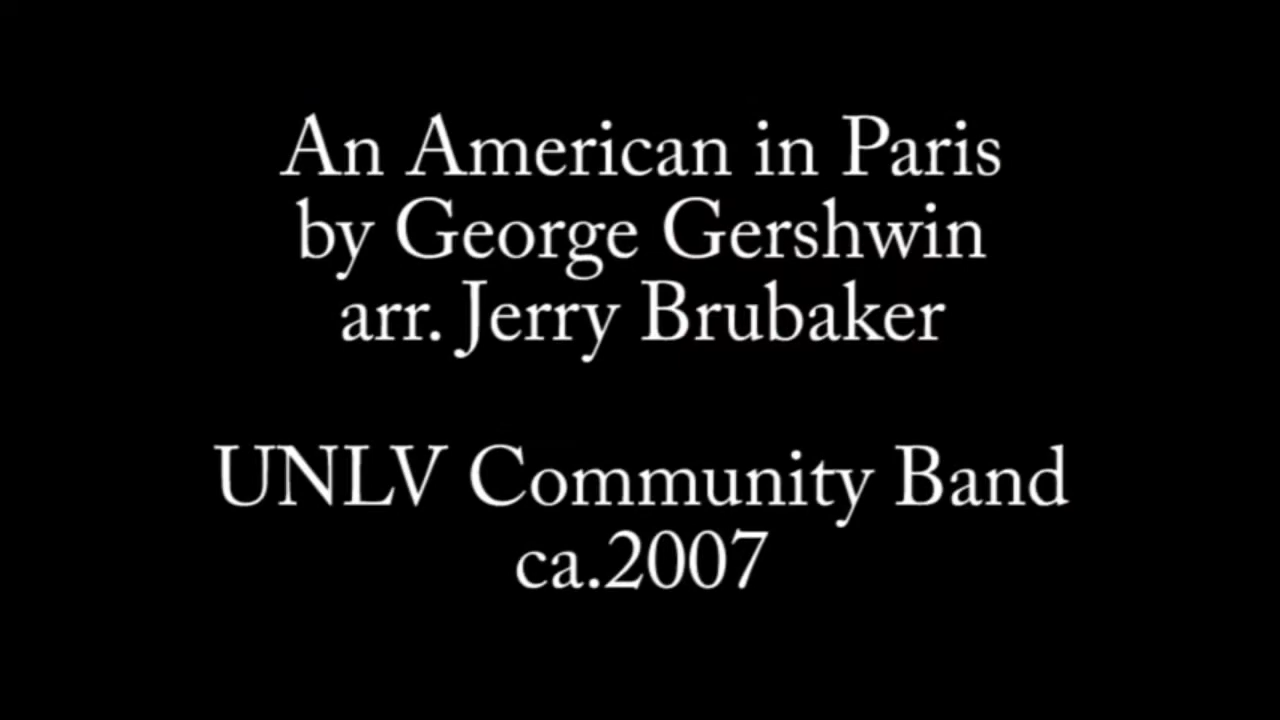 An American in Paris
by George Gershwin
arr. Jerry Brubaker
UNLV Community Band
ca.2007